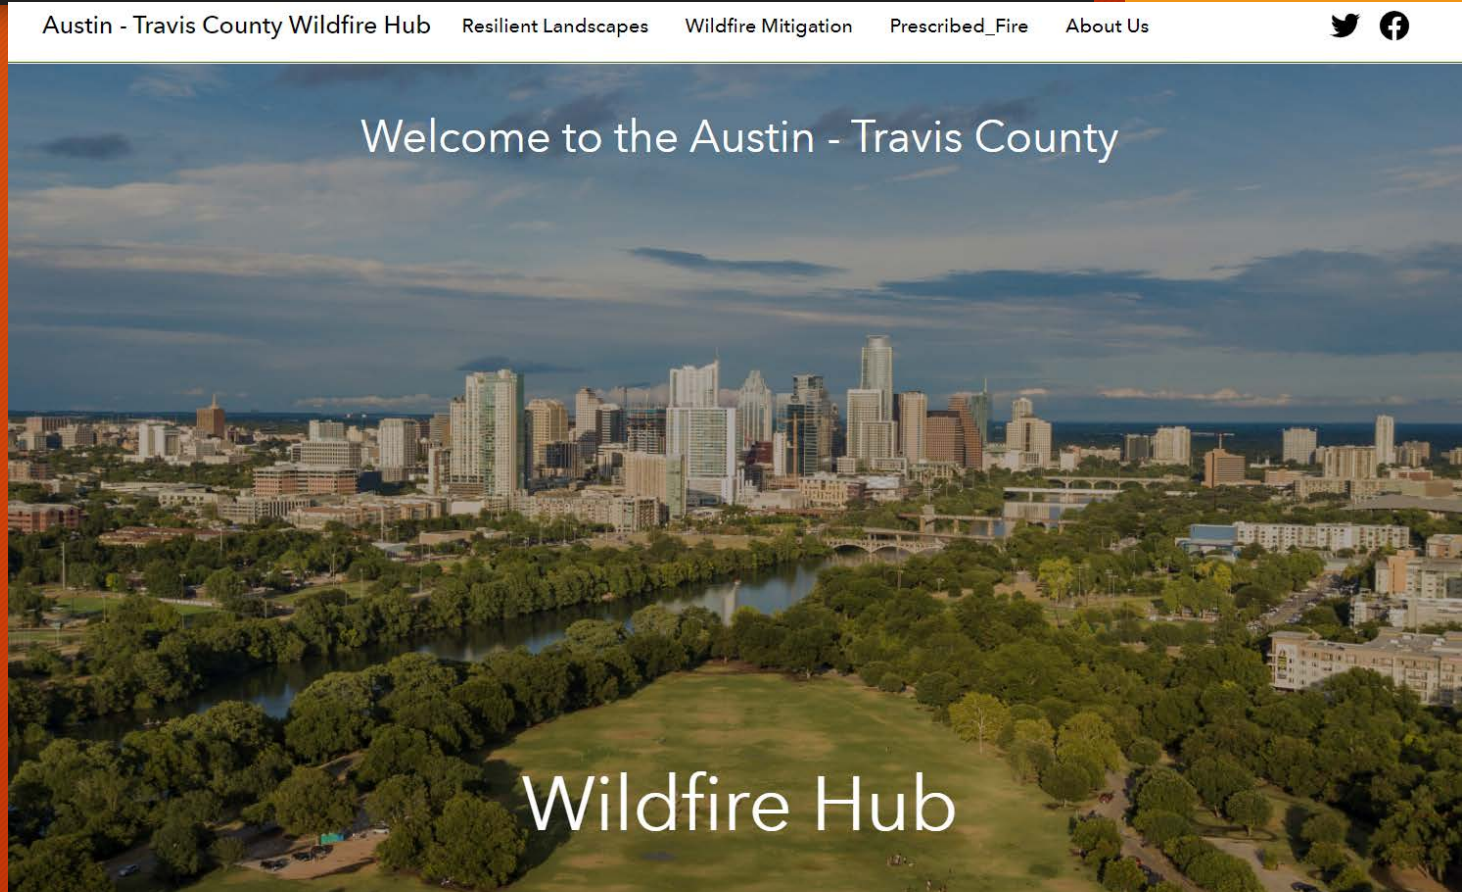 Austin - Travis County Wildfire Hub Resilient Landscapes Wildfire Mitigation Prescribed_Fire About Us
Welcome to the Austin - Travis County
Wildfire Hub